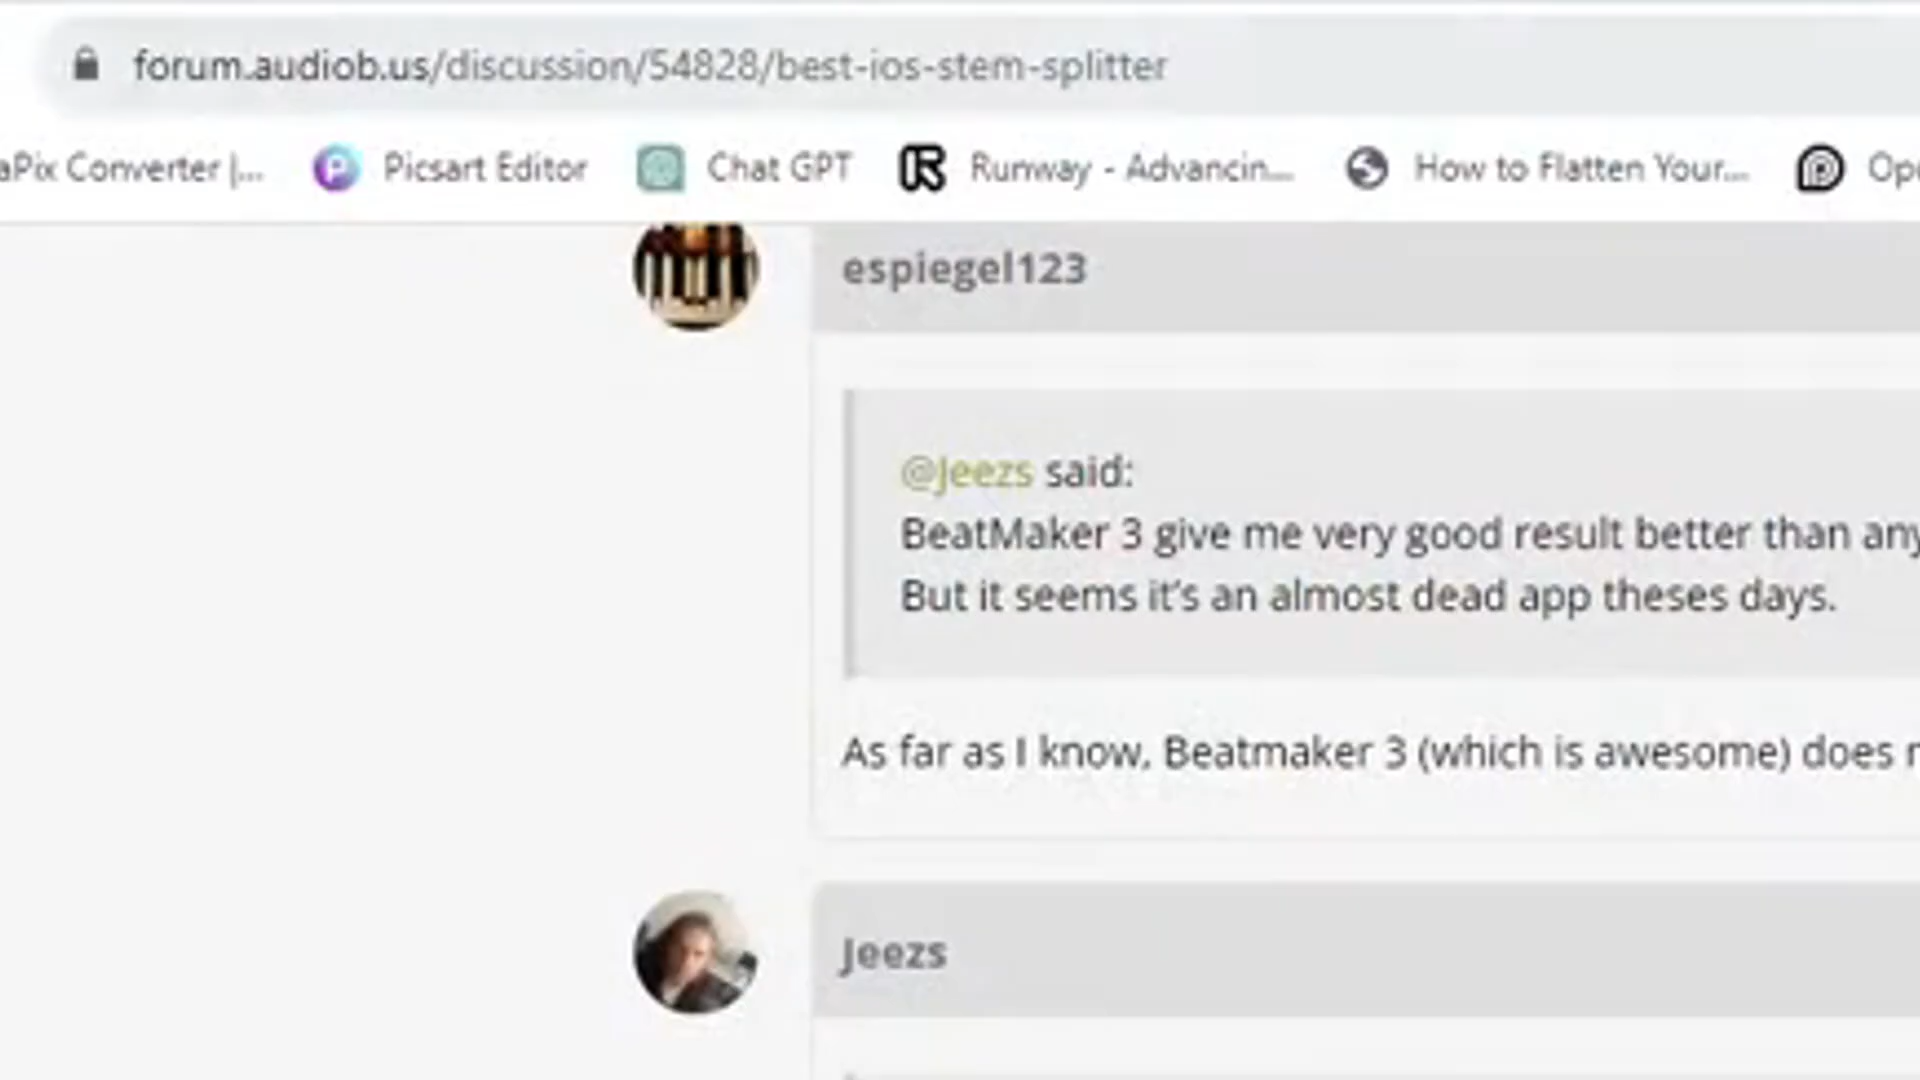 forum.audiob.us/discussion/54828/best-ios-stem-splitter
aPix Converter |... Picsart Editor Chat GPT Runway - Advancin... How to Flatten Your...
espiegel123
@Jeezs said:
BeatMaker 3 give me very good result better than any
But it seems it's an almost dead app theses days.
As far as I know, Beatmaker 3 (which is awesome) does
Jeezs